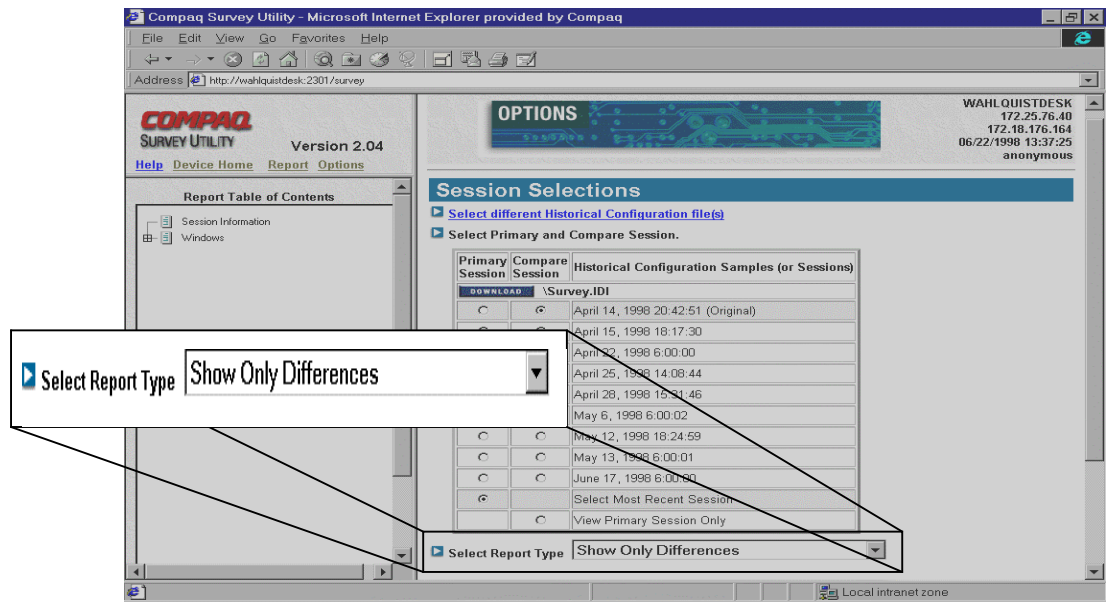 Compaq Survey Utility - Microsoft Internet Explorer provided by Compaq
File Edit View Go Favorites Help
Address http://wahlquistdesk:2301/survey
COMPAQ
SURVEY UTILITY Version 2.04
Help Device Home Report Options
Report Table of Contents
Session Information
Windows
OPTIONS
WAHLQUISTDESK
172.25.76.40
172.18.176.164
06/22/1998 13:37:25
anonymous
Session Selections
Select different Historical Configuration file(s)
Select Primary and Compare Session.
Primary Session Compare Session Historical Configuration Samples (or Sessions)
DOWNLOAD \Survey.IDI
April 14, 1998 20:42:51 (Original)
April 15, 1998 18:17:30
April 22, 1998 6:00:00
April 25, 1998 14:08:44
April 28, 1998 15:31:46
May 6, 1998 6:00:02
May 12, 1998 18:24:59
May 13, 1998 6:00:01
June 17, 1998 6:00:00
Select Most Recent Session
View Primary Session Only
Select Report Type Show Only Differences
Select Report Type Show Only Differences
Local intranet zone